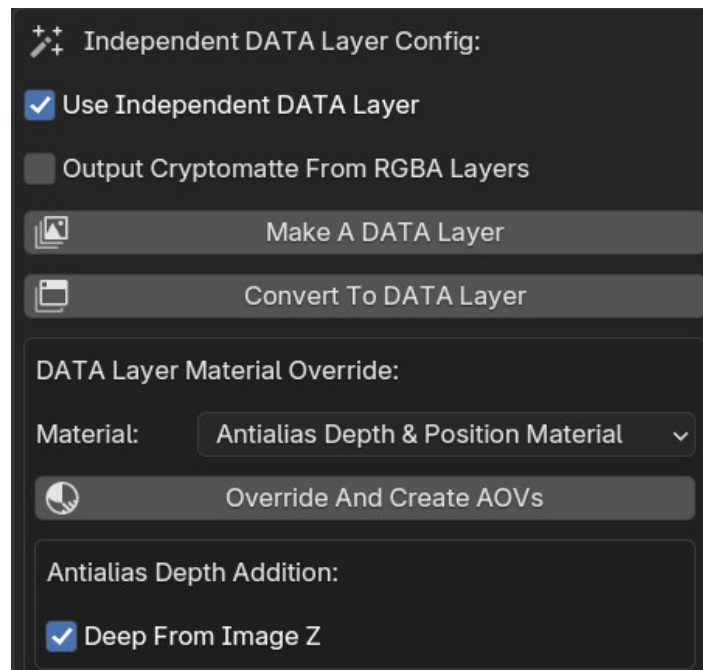 Independent DATA Layer Config:
Use Independent DATA Layer
Output Cryptomatte From RGBA Layers
Make A DATA Layer
Convert To DATA Layer
DATA Layer Material Override:
Material: Antialias Depth & Position Material
Override And Create AOVs
Antialias Depth Addition:
Deep From Image Z